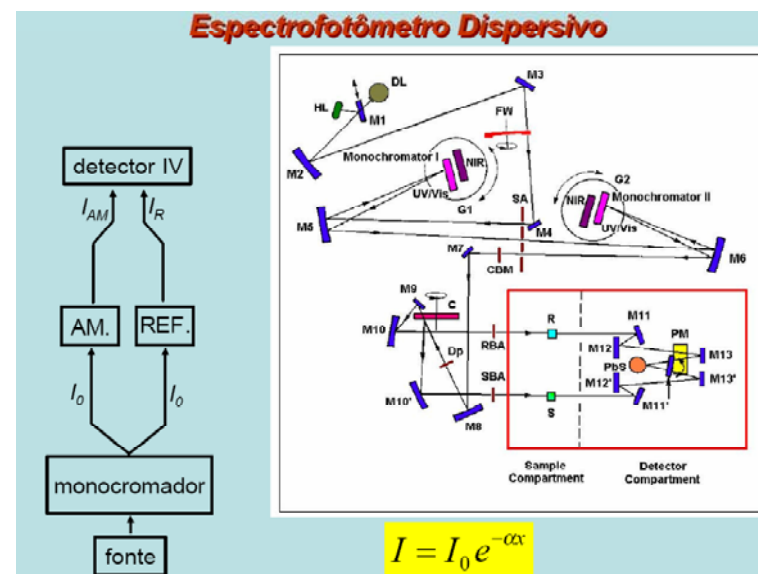 Espectrofotômetro Dispersivo
detector IV
I_AM
I_R
AM.
REF.
I_0
I_0
monocromador
fonte
DL
HL
M1
M3
FW
M2
Monochromator I
NIR
UV/Vis
G1
G2
Monochromator II
NIR
UV/Vis
SA
M5
M4
M7
CBM
M6
M9
C
M10
RBA
R
M11
M12
PM
M13
Dp
PbS
M10'
SBA
M12'
M13'
M8
S
M11'
Sample
Compartment
Detector
Compartment
I = I_0 e^{-αx}